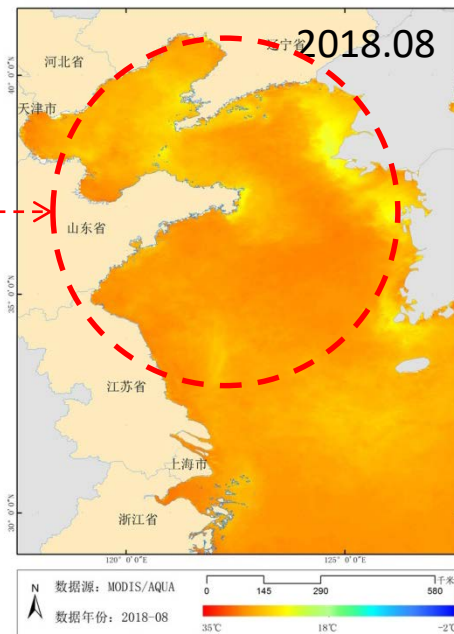 2018.08
辽宁省
河北省
天津市
山东省
江苏省
上海市
浙江省
40°0'0"N
35°0'0"N
30°0'0"N
120°0'0"E
125°0'0"E
N
数据源: MODIS/AQUA
数据年份: 2018-08
千米
0 145 290 580
35℃ 18℃ -2℃